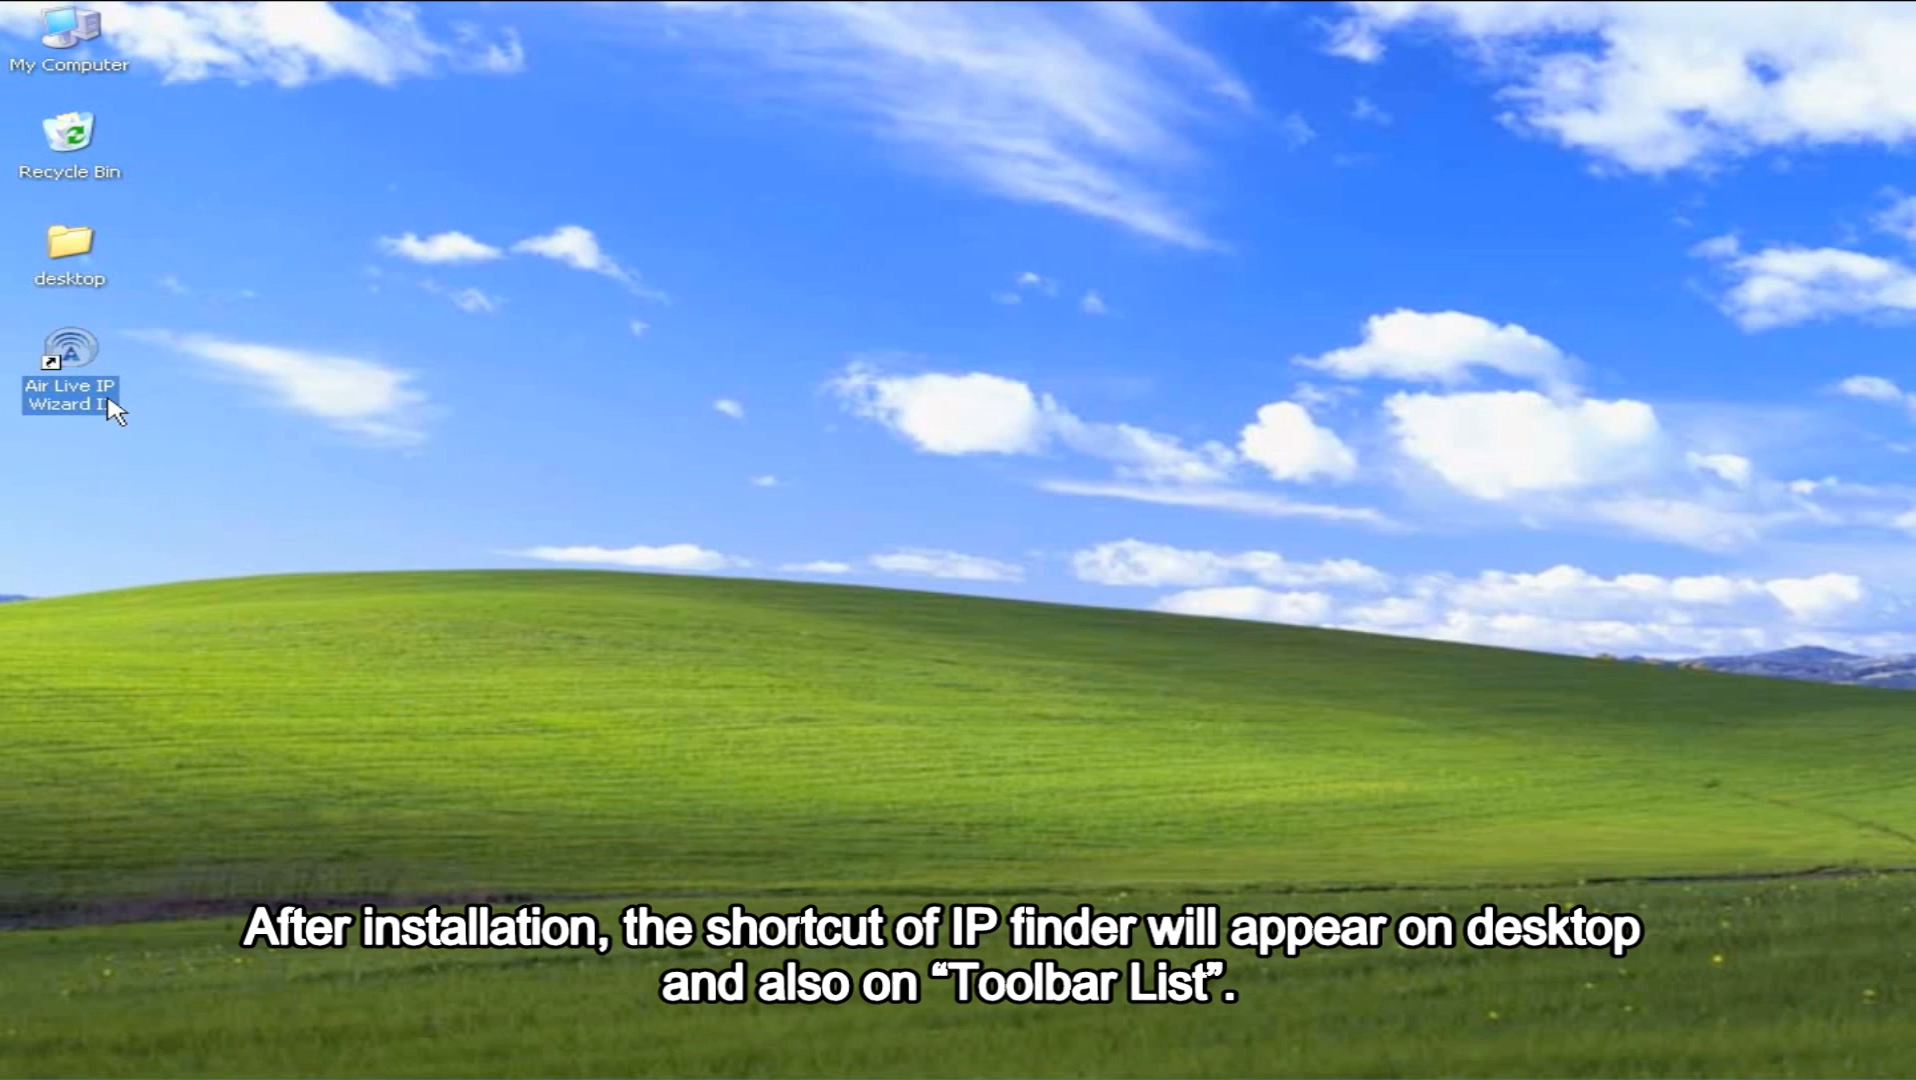 My Computer
Recycle Bin
desktop
Air Live IP
Wizard I
After installation, the shortcut of IP finder will appear on desktop
and also on “Toolbar List”.